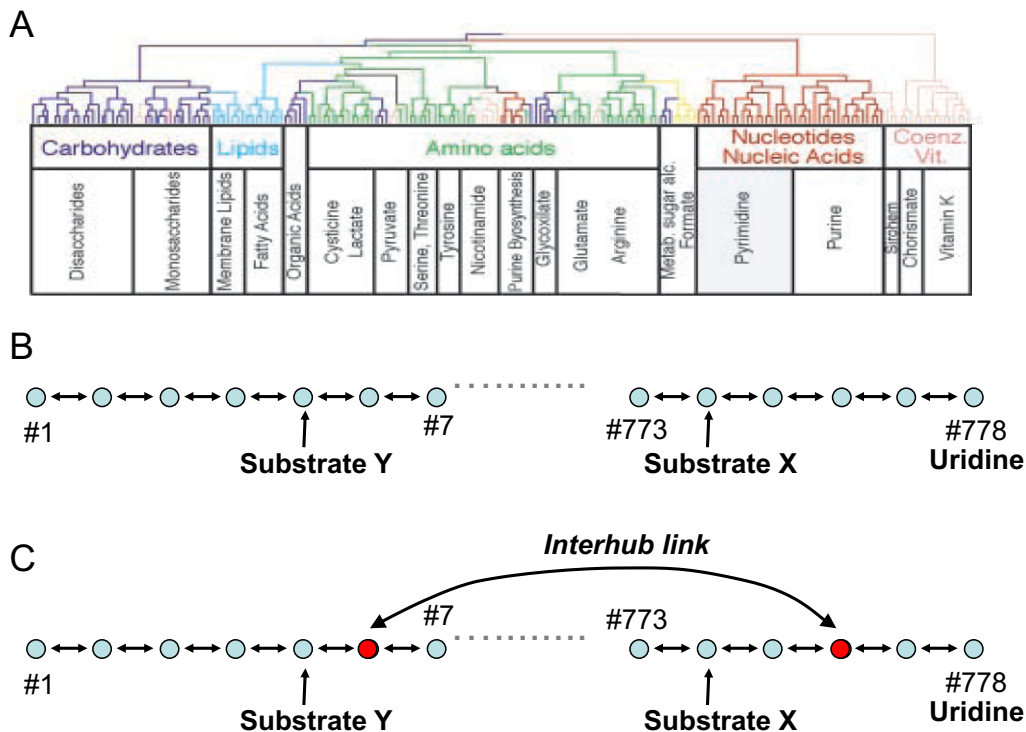 A
Carbohydrates
Lipids
Amino acids
Nucleotides
Nucleic Acids
Coenz.
Vit.
Disaccharides
Monosaccharides
Membrane Lipids
Fatty Acids
Organic Acids
Cysticine
Lactate
Pyruvate
Serine, Threonine
Tyrosine
Nicotinamide
Purine Byosynthesis
Glycoxilate
Glutamate
Arginine
Metab. sugar alc.
Formate
Pyrimidine
Purine
Sirohem
Chorismate
Vitamin K
B
#1
#7
#773
#778
Substrate Y
Substrate X
Uridine
C
Interhub link
#7
#773
#1
#778
Substrate Y
Substrate X
Uridine